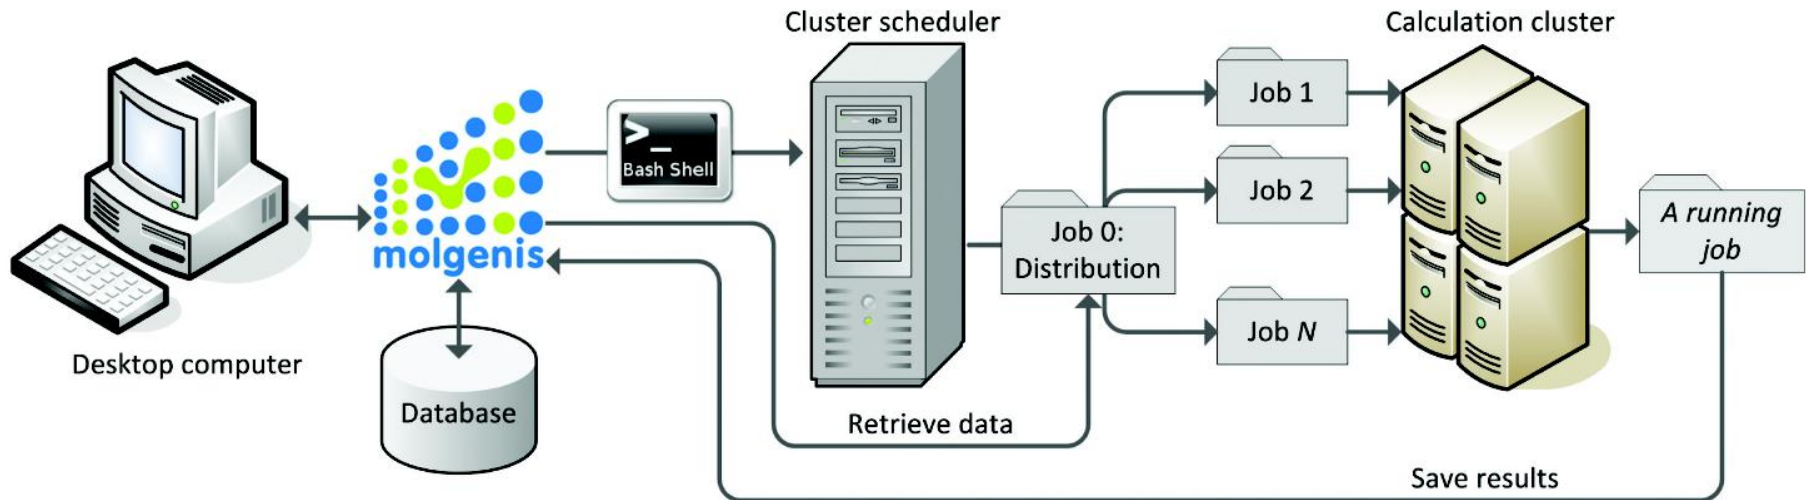 Cluster scheduler
Calculation cluster
Job 1
>_
Bash Shell
Job 2
A running
job
molgenis
Job 0:
Distribution
Job N
Desktop computer
Database
Retrieve data
Save results